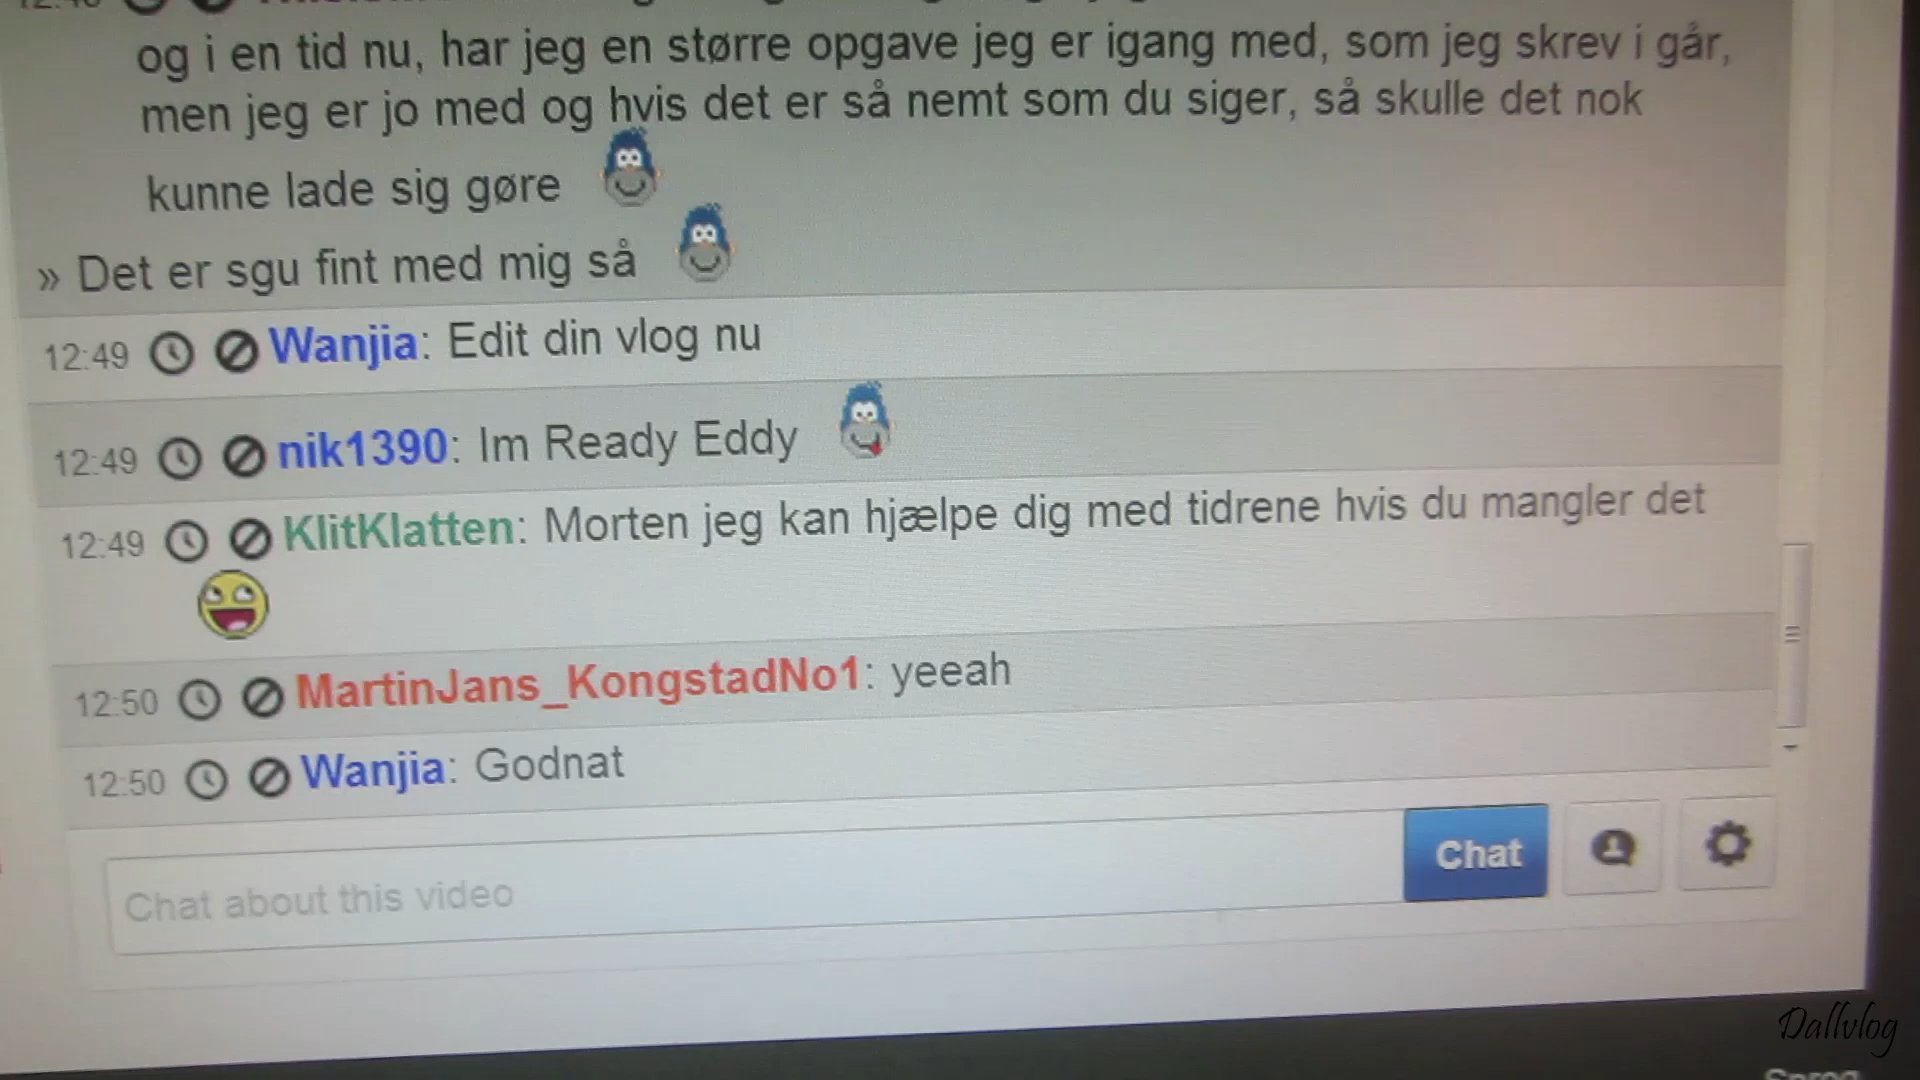 og i en tid nu, har jeg en større opgave jeg er igang med, som jeg skrev i går,
men jeg er jo med og hvis det er så nemt som du siger, så skulle det nok
kunne lade sig gøre
» Det er sgu fint med mig så
12:49 Wanjia: Edit din vlog nu
12:49 nik1390: Im Ready Eddy
12:49 KlitKlatten: Morten jeg kan hjælpe dig med tidrene hvis du mangler det
12:50 MartinJans_KongstadNo1: yeeah
12:50 Wanjia: Godnat
Chat about this video
Chat
Dallvlog